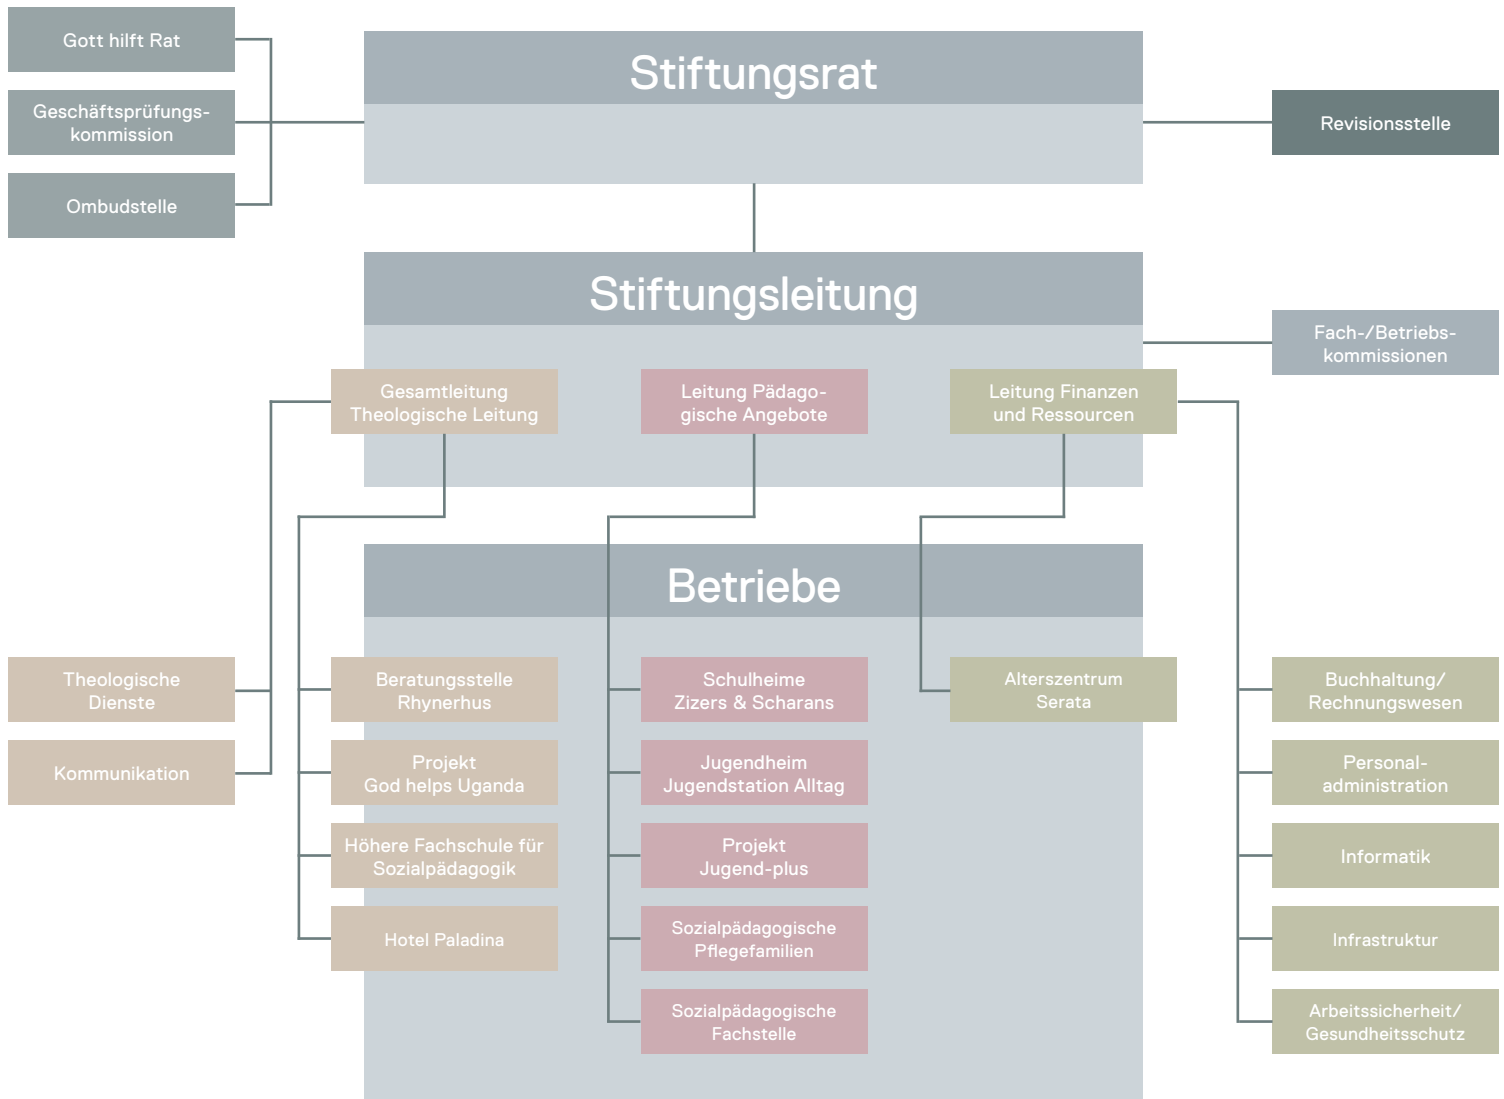 Gott hilft Rat
Geschäftsprüfungs-
kommission
Ombudstelle
Stiftungsrat
Revisionsstelle
Stiftungsleitung
Fach-/Betriebs-
kommissionen
Gesamtleitung
Theologische Leitung
Leitung Pädago-
gische Angebote
Leitung Finanzen
und Ressourcen
Betriebe
Theologische
Dienste
Kommunikation
Beratungsstelle
Rhynerhus
Projekt
God helps Uganda
Höhere Fachschule für
Sozialpädagogik
Hotel Paladina
Schulheime
Zizers & Scharans
Jugendheim
Jugendstation Alltag
Projekt
Jugend-plus
Sozialpädagogische
Pflegefamilien
Sozialpädagogische
Fachstelle
Alterszentrum
Serata
Buchhaltung/
Rechnungswesen
Personal-
administration
Informatik
Infrastruktur
Arbeitssicherheit/
Gesundheitsschutz